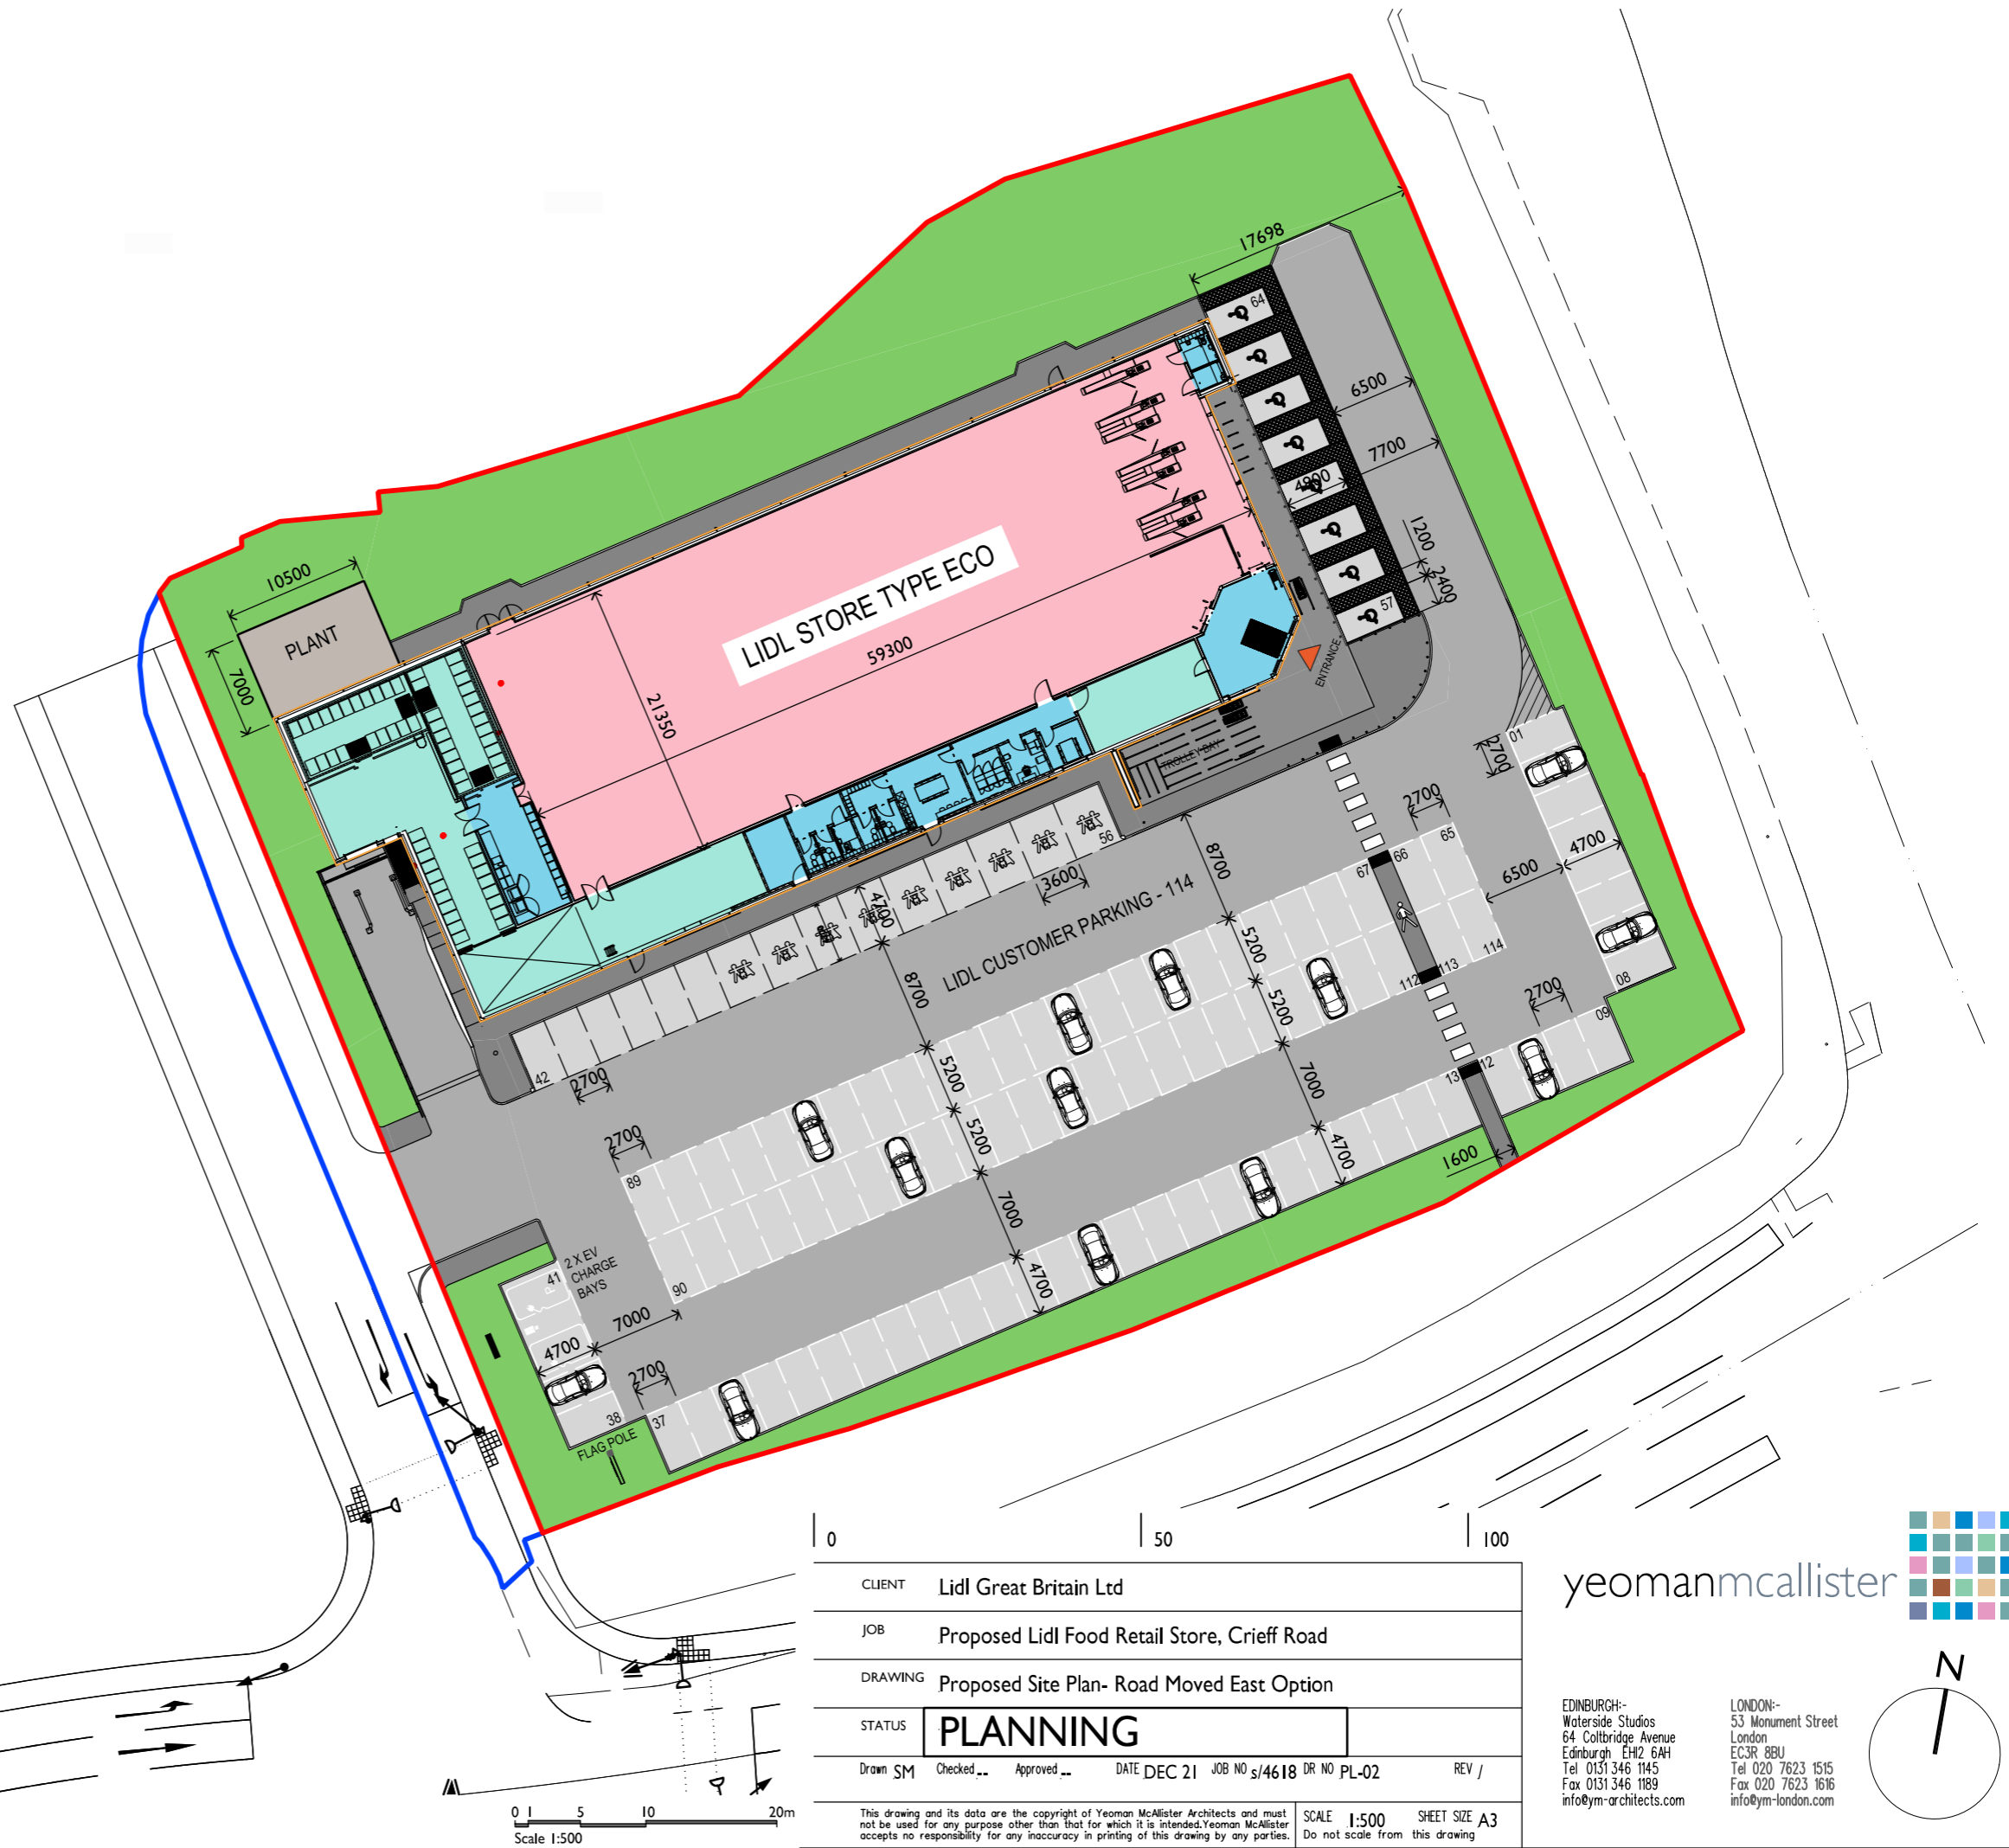 17698
64
6500
7700
4800
1200
2400
57
ENTRANCE
10500
PLANT
7000
LIDL STORE TYPE ECO
59300
21350
TROLLEY BAY
01
2700
4700
6500
2700
65
66
67
56
3600
8700
4700
LIDL CUSTOMER PARKING - 114
8700
5200
5200
114
113
112
2700
08
09
12
13
42
2700
5200
5200
7000
4700
1600
2700
89
90
7000
4700
2 X EV
CHARGE
BAYS
41
7000
4700
2700
38
37
FLAG POLE
0 50 100
CLIENT Lidl Great Britain Ltd
JOB Proposed Lidl Food Retail Store, Crieff Road
DRAWING Proposed Site Plan- Road Moved East Option
STATUS PLANNING
Drawn SM Checked -- Approved -- DATE DEC 21 JOB NO s/4618 DR NO PL-02 REV /
This drawing and its data are the copyright of Yeoman McAllister Architects and must
not be used for any purpose other than that for which it is intended.Yeoman McAllister
accepts no responsibility for any inaccuracy in printing of this drawing by any parties.
SCALE 1:500 SHEET SIZE A3
Do not scale from this drawing
0 1 5 10 20m
Scale 1:500
yeomanmcallister
N
EDINBURGH:-
Waterside Studios
64 Coltbridge Avenue
Edinburgh EH12 6AH
Tel 0131 346 1145
Fax 0131 346 1189
info@ym-architects.com
LONDON:-
53 Monument Street
London
EC3R 8BU
Tel 020 7623 1515
Fax 020 7623 1616
info@ym-london.com